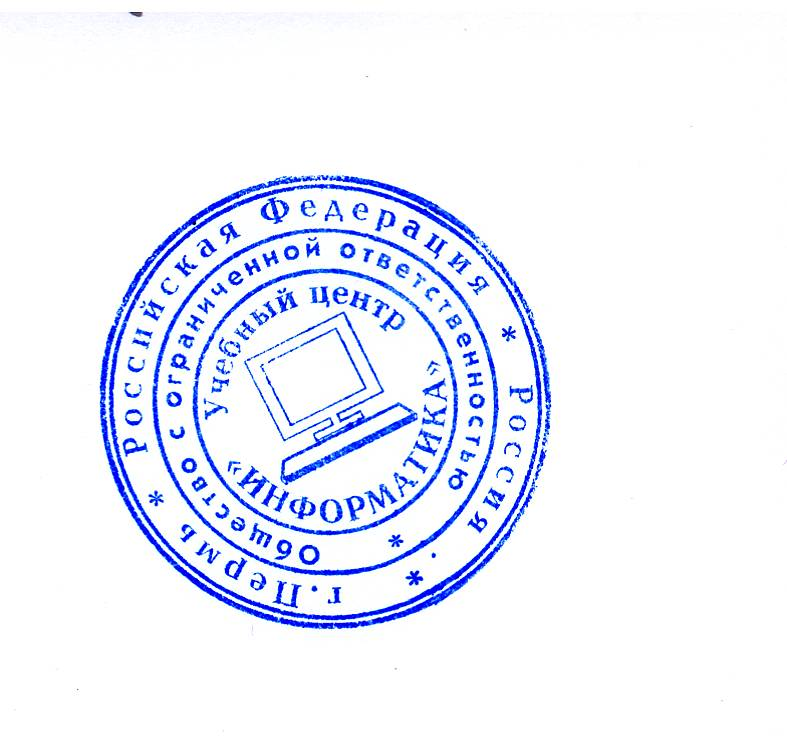 Российская Федерация * Россия * г.Пермь *
Общество с ограниченной ответственностью *
Учебный центр
"ИНФОРМАТИКА"